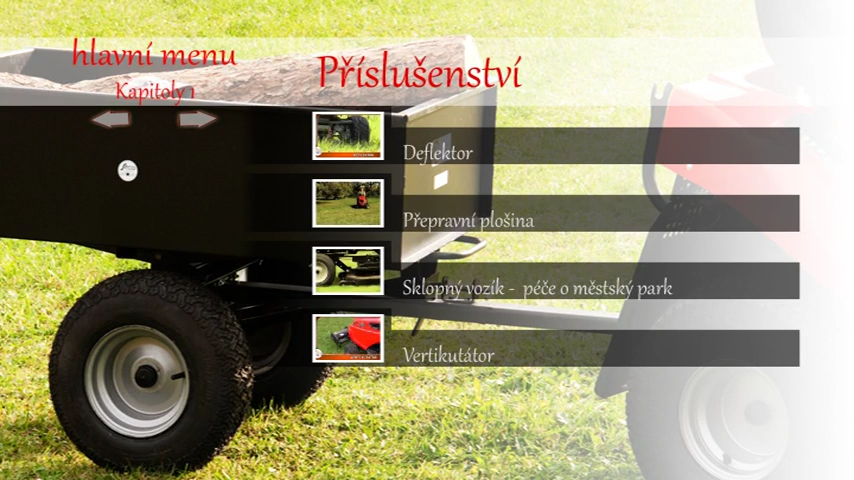 hlavní menu
Kapitoly 1
Příslušenství
Deflektor
Přepravní plošina
Sklopný vozík - péče o městský park
Vertikutátor